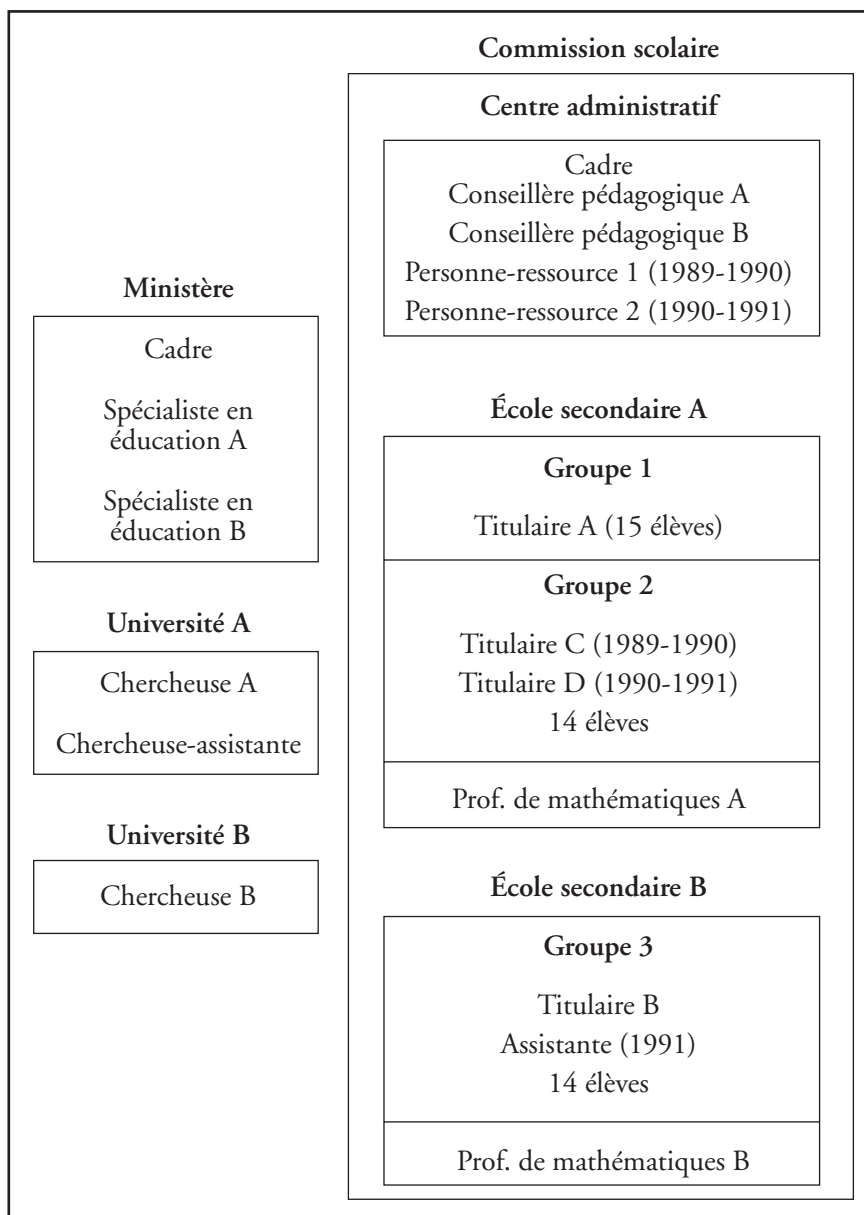 Commission scolaire
Centre administratif
Cadre
Conseillère pédagogique A
Conseillère pédagogique B
Personne-ressource 1 (1989-1990)
Personne-ressource 2 (1990-1991)
Ministère
Cadre
Spécialiste en
éducation A
Spécialiste en
éducation B
Université A
Chercheuse A
Chercheuse-assistante
Université B
Chercheuse B
École secondaire A
Groupe 1
Titulaire A (15 élèves)
Groupe 2
Titulaire C (1989-1990)
Titulaire D (1990-1991)
14 élèves
Prof. de mathématiques A
École secondaire B
Groupe 3
Titulaire B
Assistante (1991)
14 élèves
Prof. de mathématiques B